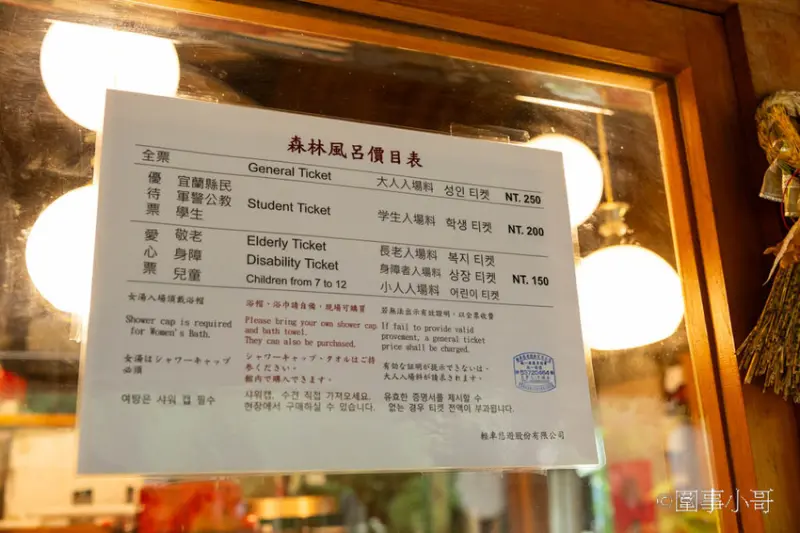 森林風呂價目表
全票 General Ticket 大人入場料 성인 티켓 NT. 250
優待票 宜蘭縣民 軍警公教 學生 Student Ticket 学生入場料 학생 티켓 NT. 200
愛心票 敬老 Elderly Ticket 長老入場料 복지 티켓
身障 Disability Ticket 身障者入場料 상장 티켓 NT. 150
兒童 Children from 7 to 12 小人入場料 어린이 티켓
女湯入場須戴浴帽
Shower cap is required
for Women's Bath.
女湯はシャワーキャップ
必須
여탕은 샤워 캡 필수
浴帽、浴巾請自備，現場可購買
Please bring your own shower cap
and bath towel.
They can also be purchased.
シャワーキャップ・タオルはご持
参ください。
館内で購入できます。
샤워캡, 수건 직접 가져오세요.
현장에서 구매하실 수 있습니다.
若無法出示有效證明，以全票收費
If fail to provide valid
provement, a general ticket
price shall be charged.
有効な証明が提示できないは、
大人入場料が請求されます。
유효한 증명서를 제시할 수
없는 경우 티켓 전액이 부과됩니다.
輕車悠遊股份有限公司
©圍事小哥